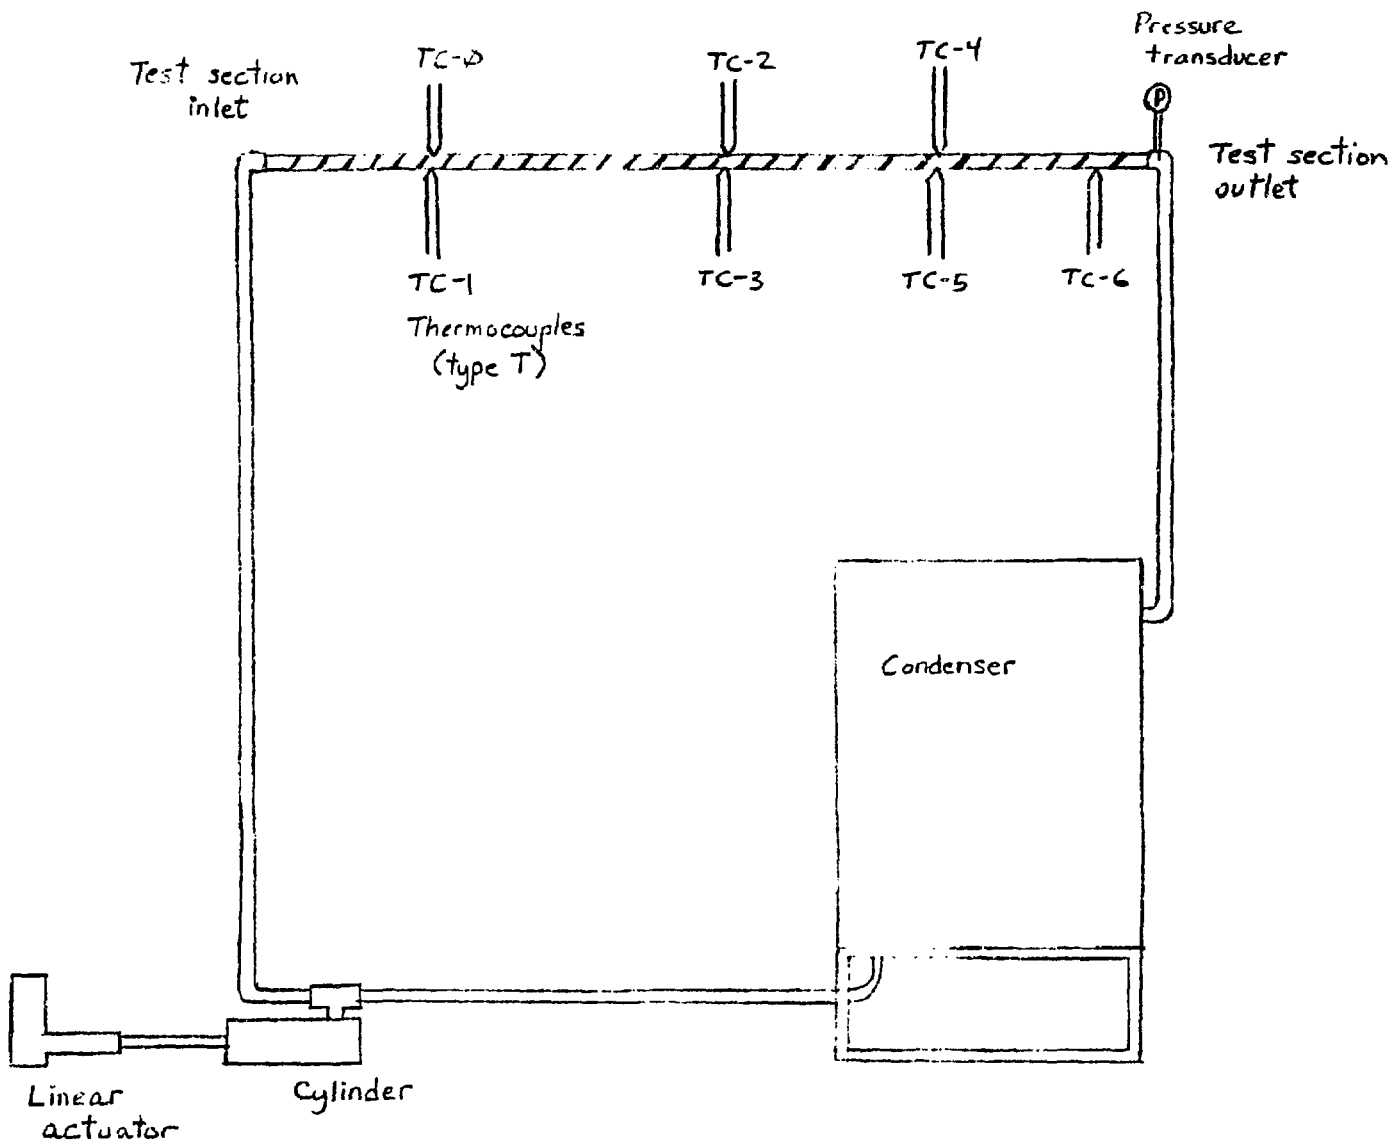 Pressure
transducer
TC-0
TC-2
TC-4
Test section
inlet
P
Test section
outlet
TC-1
TC-3
TC-5
TC-6
Thermocouples
(type T)
Condenser
Linear
actuator
Cylinder